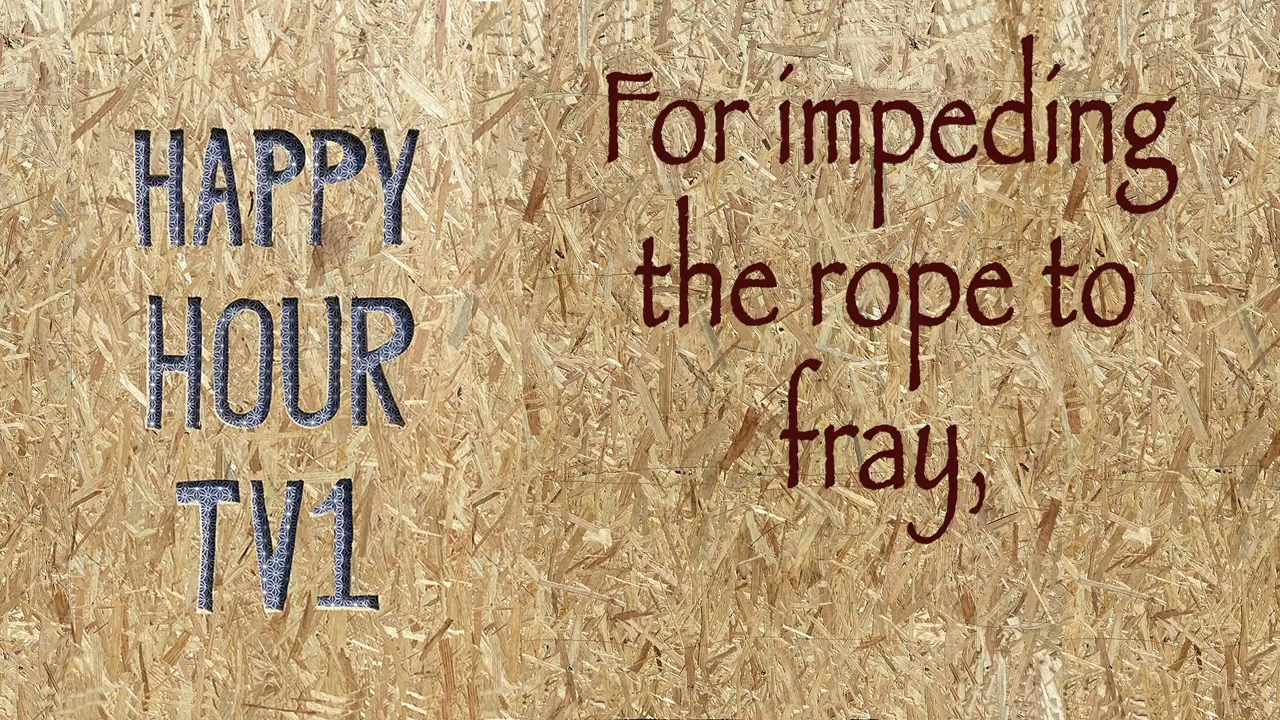 HAPPY
HOUR
TV1
For impeding
the rope to
fray,